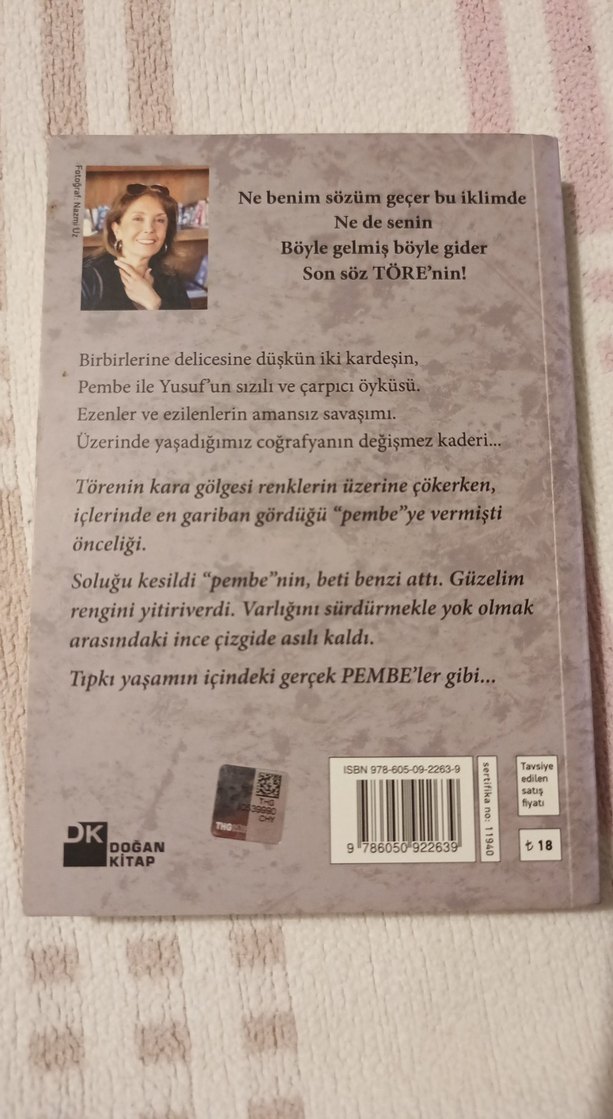 Fotoğraf: Nazmi Uz
Ne benim sözüm geçer bu iklimde
Ne de senin
Böyle gelmiş böyle gider
Son söz TÖRE'nin!
Birbirlerine delicesine düşkün iki kardeşin,
Pembe ile Yusuf'un sızılı ve çarpıcı öyküsü.
Ezenler ve ezilenlerin amansız savaşımı.
Üzerinde yaşadığımız coğrafyanın değişmez kaderi...
Törenin kara gölgesi renklerin üzerine çökerken,
içlerinde en gariban gördüğü "pembe"ye vermişti
önceliği.
Soluğu kesildi "pembe"nin, beti benzi attı. Güzelim
rengini yitiriverdi. Varlığını sürdürmekle yok olmak
arasındaki ince çizgide asılı kaldı.
Tıpkı yaşamın içindeki gerçek PEMBE'ler gibi...
DK DOĞAN
KİTAP
THG
CHY
THG
ISBN 978-605-09-2263-9
9 786050 922639
sertifika no: 11940
Tavsiye
edilen
satış
fiyatı
₺ 18